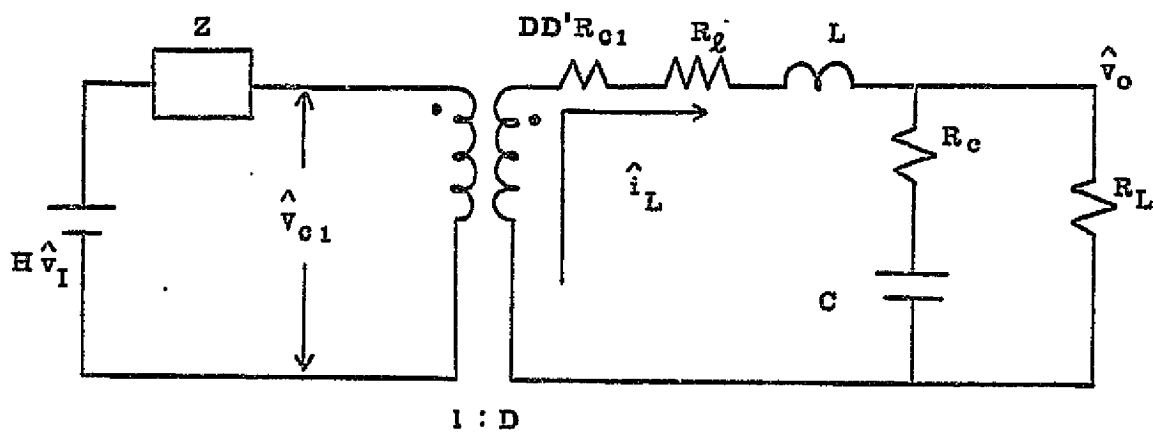 Z
DD'R_{C1}
R_ℓ
L
v̂_o
R_c
î_L
R_L
v̂_{C1}
Hv̂_I
C
1 : D